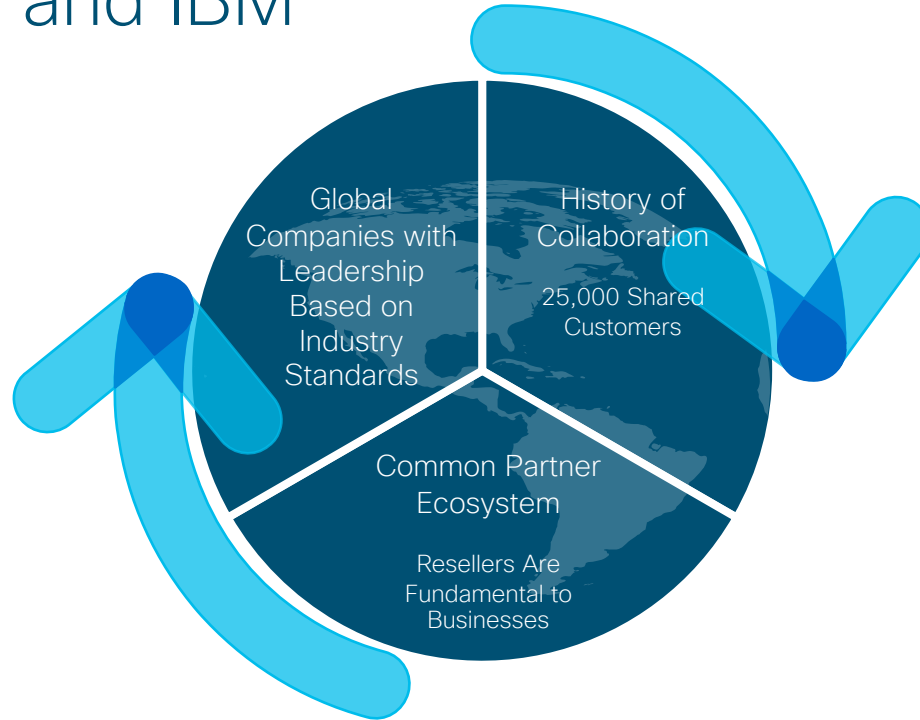 and IBM
Global
Companies with
Leadership
Based on
Industry
Standards
History of
Collaboration
25,000 Shared
Customers
Common Partner
Ecosystem
Resellers Are
Fundamental to
Businesses